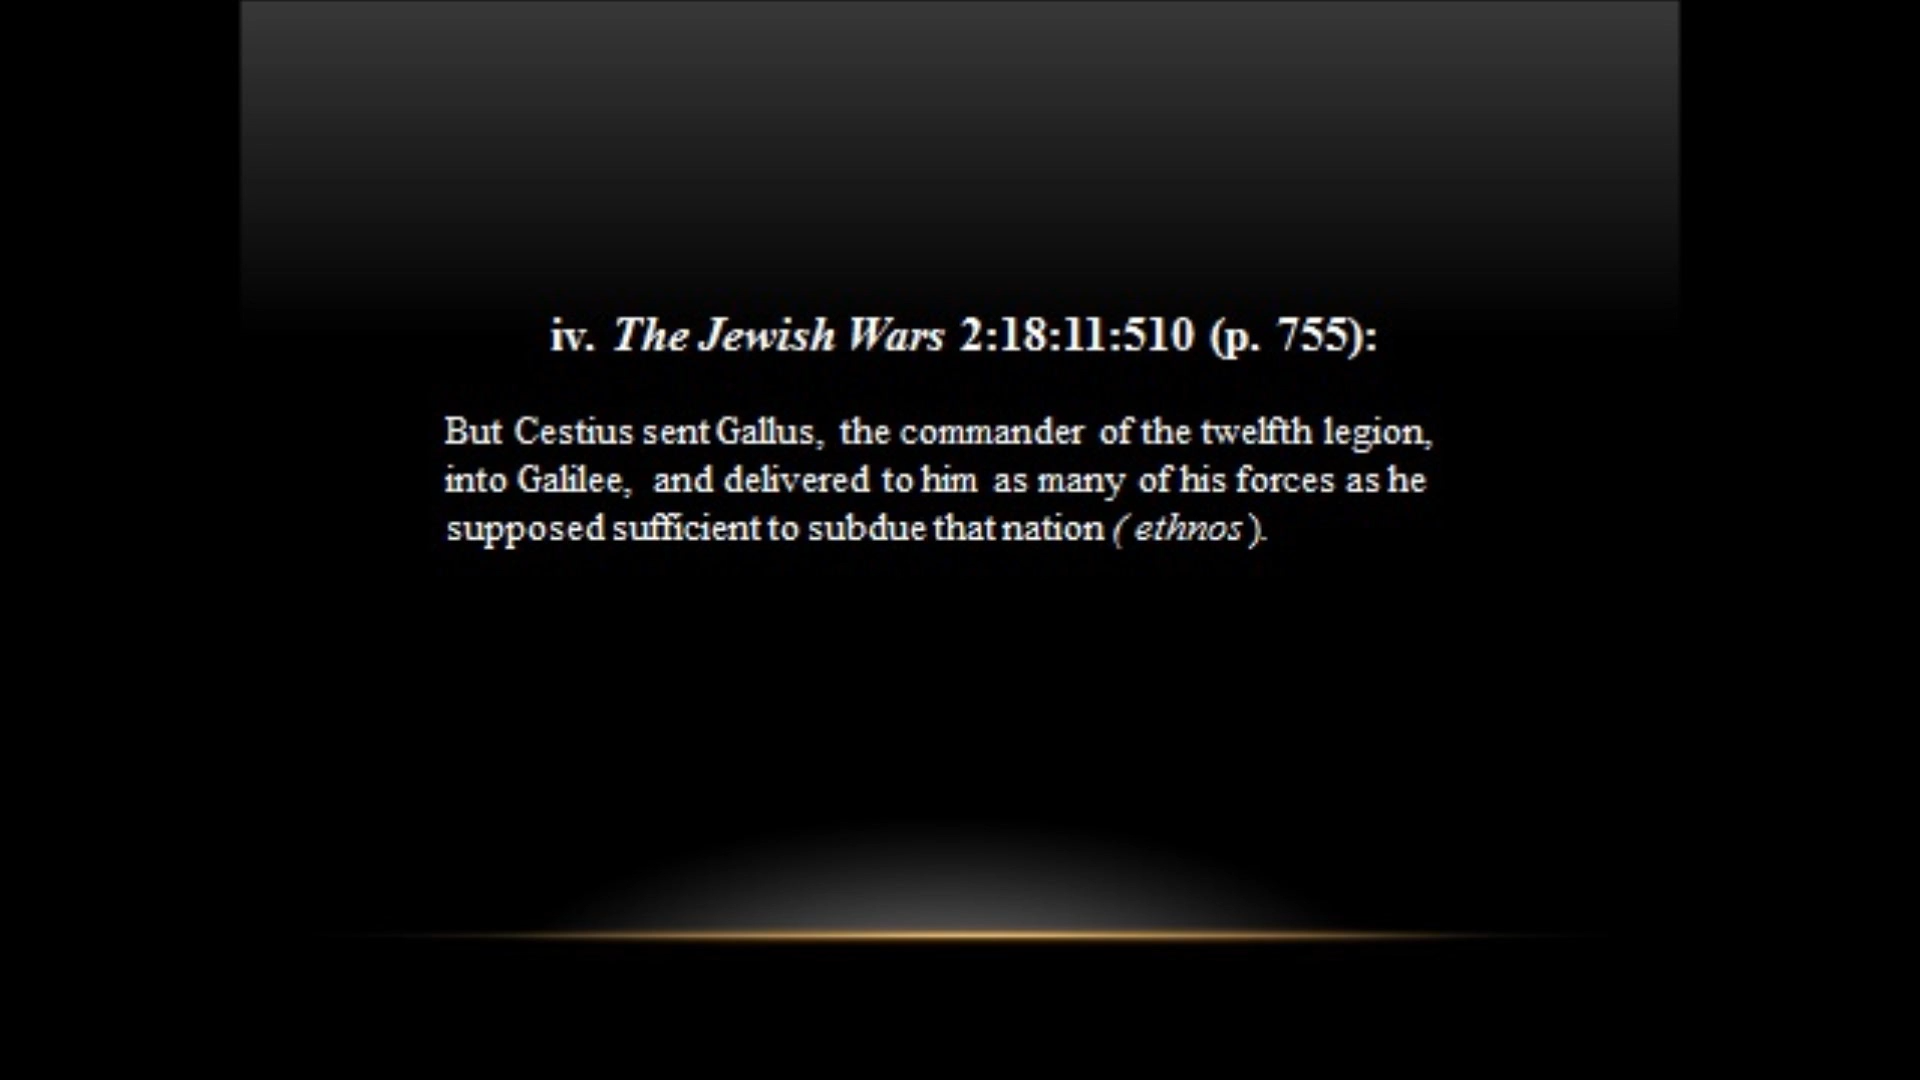 iv. The Jewish Wars 2:18:11:510 (p. 755):
But Cestius sent Gallus, the commander of the twelfth legion,
into Galilee, and delivered to him as many of his forces as he
supposed sufficient to subdue that nation ( ethnos ).